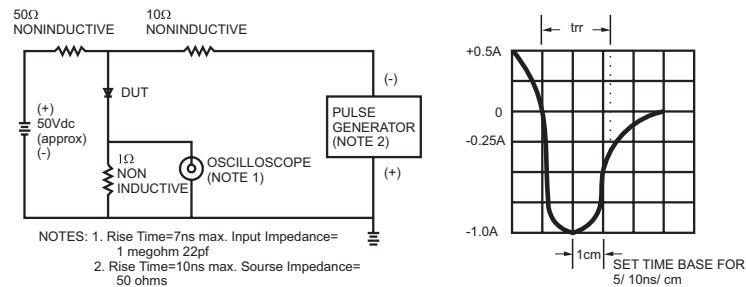 50Ω
NONINDUCTIVE
10Ω
NONINDUCTIVE
DUT
(+)
50Vdc
(approx)
(-)
1Ω
NON
INDUCTIVE
OSCILLOSCOPE
(NOTE 1)
(-)
PULSE
GENERATOR
(NOTE 2)
(+)
NOTES: 1. Rise Time=7ns max. Input Impedance=
1 megohm 22pf
2. Rise Time=10ns max. Sourse Impedance=
50 ohms
trr
+0.5A
0
-0.25A
-1.0A
1cm
SET TIME BASE FOR
5/ 10ns/ cm